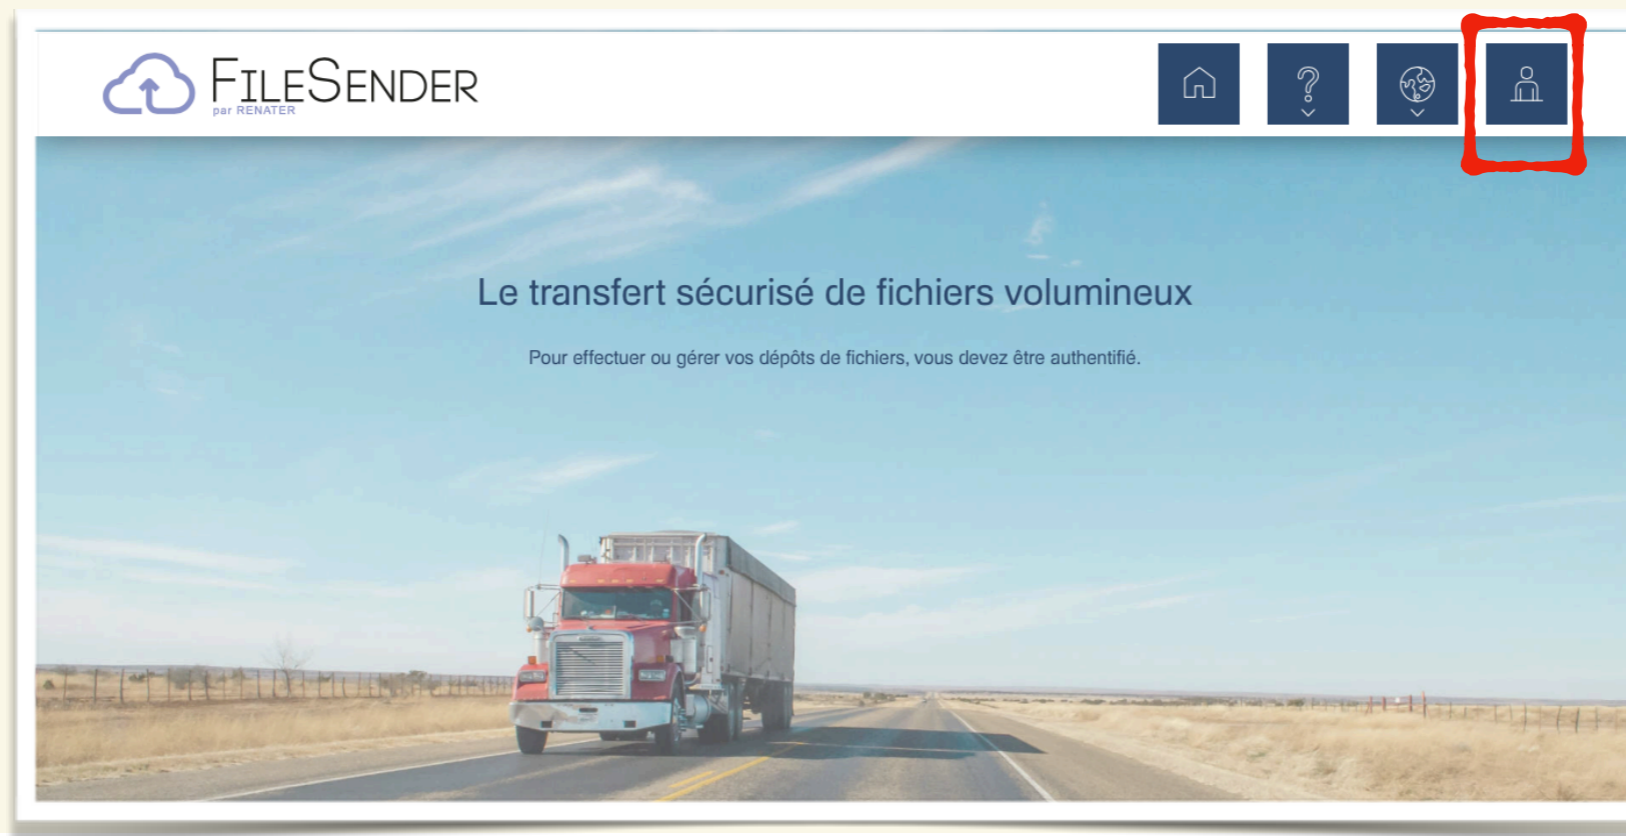 FILESENDER
par RENATER
Le transfert sécurisé de fichiers volumineux
Pour effectuer ou gérer vos dépôts de fichiers, vous devez être authentifié.